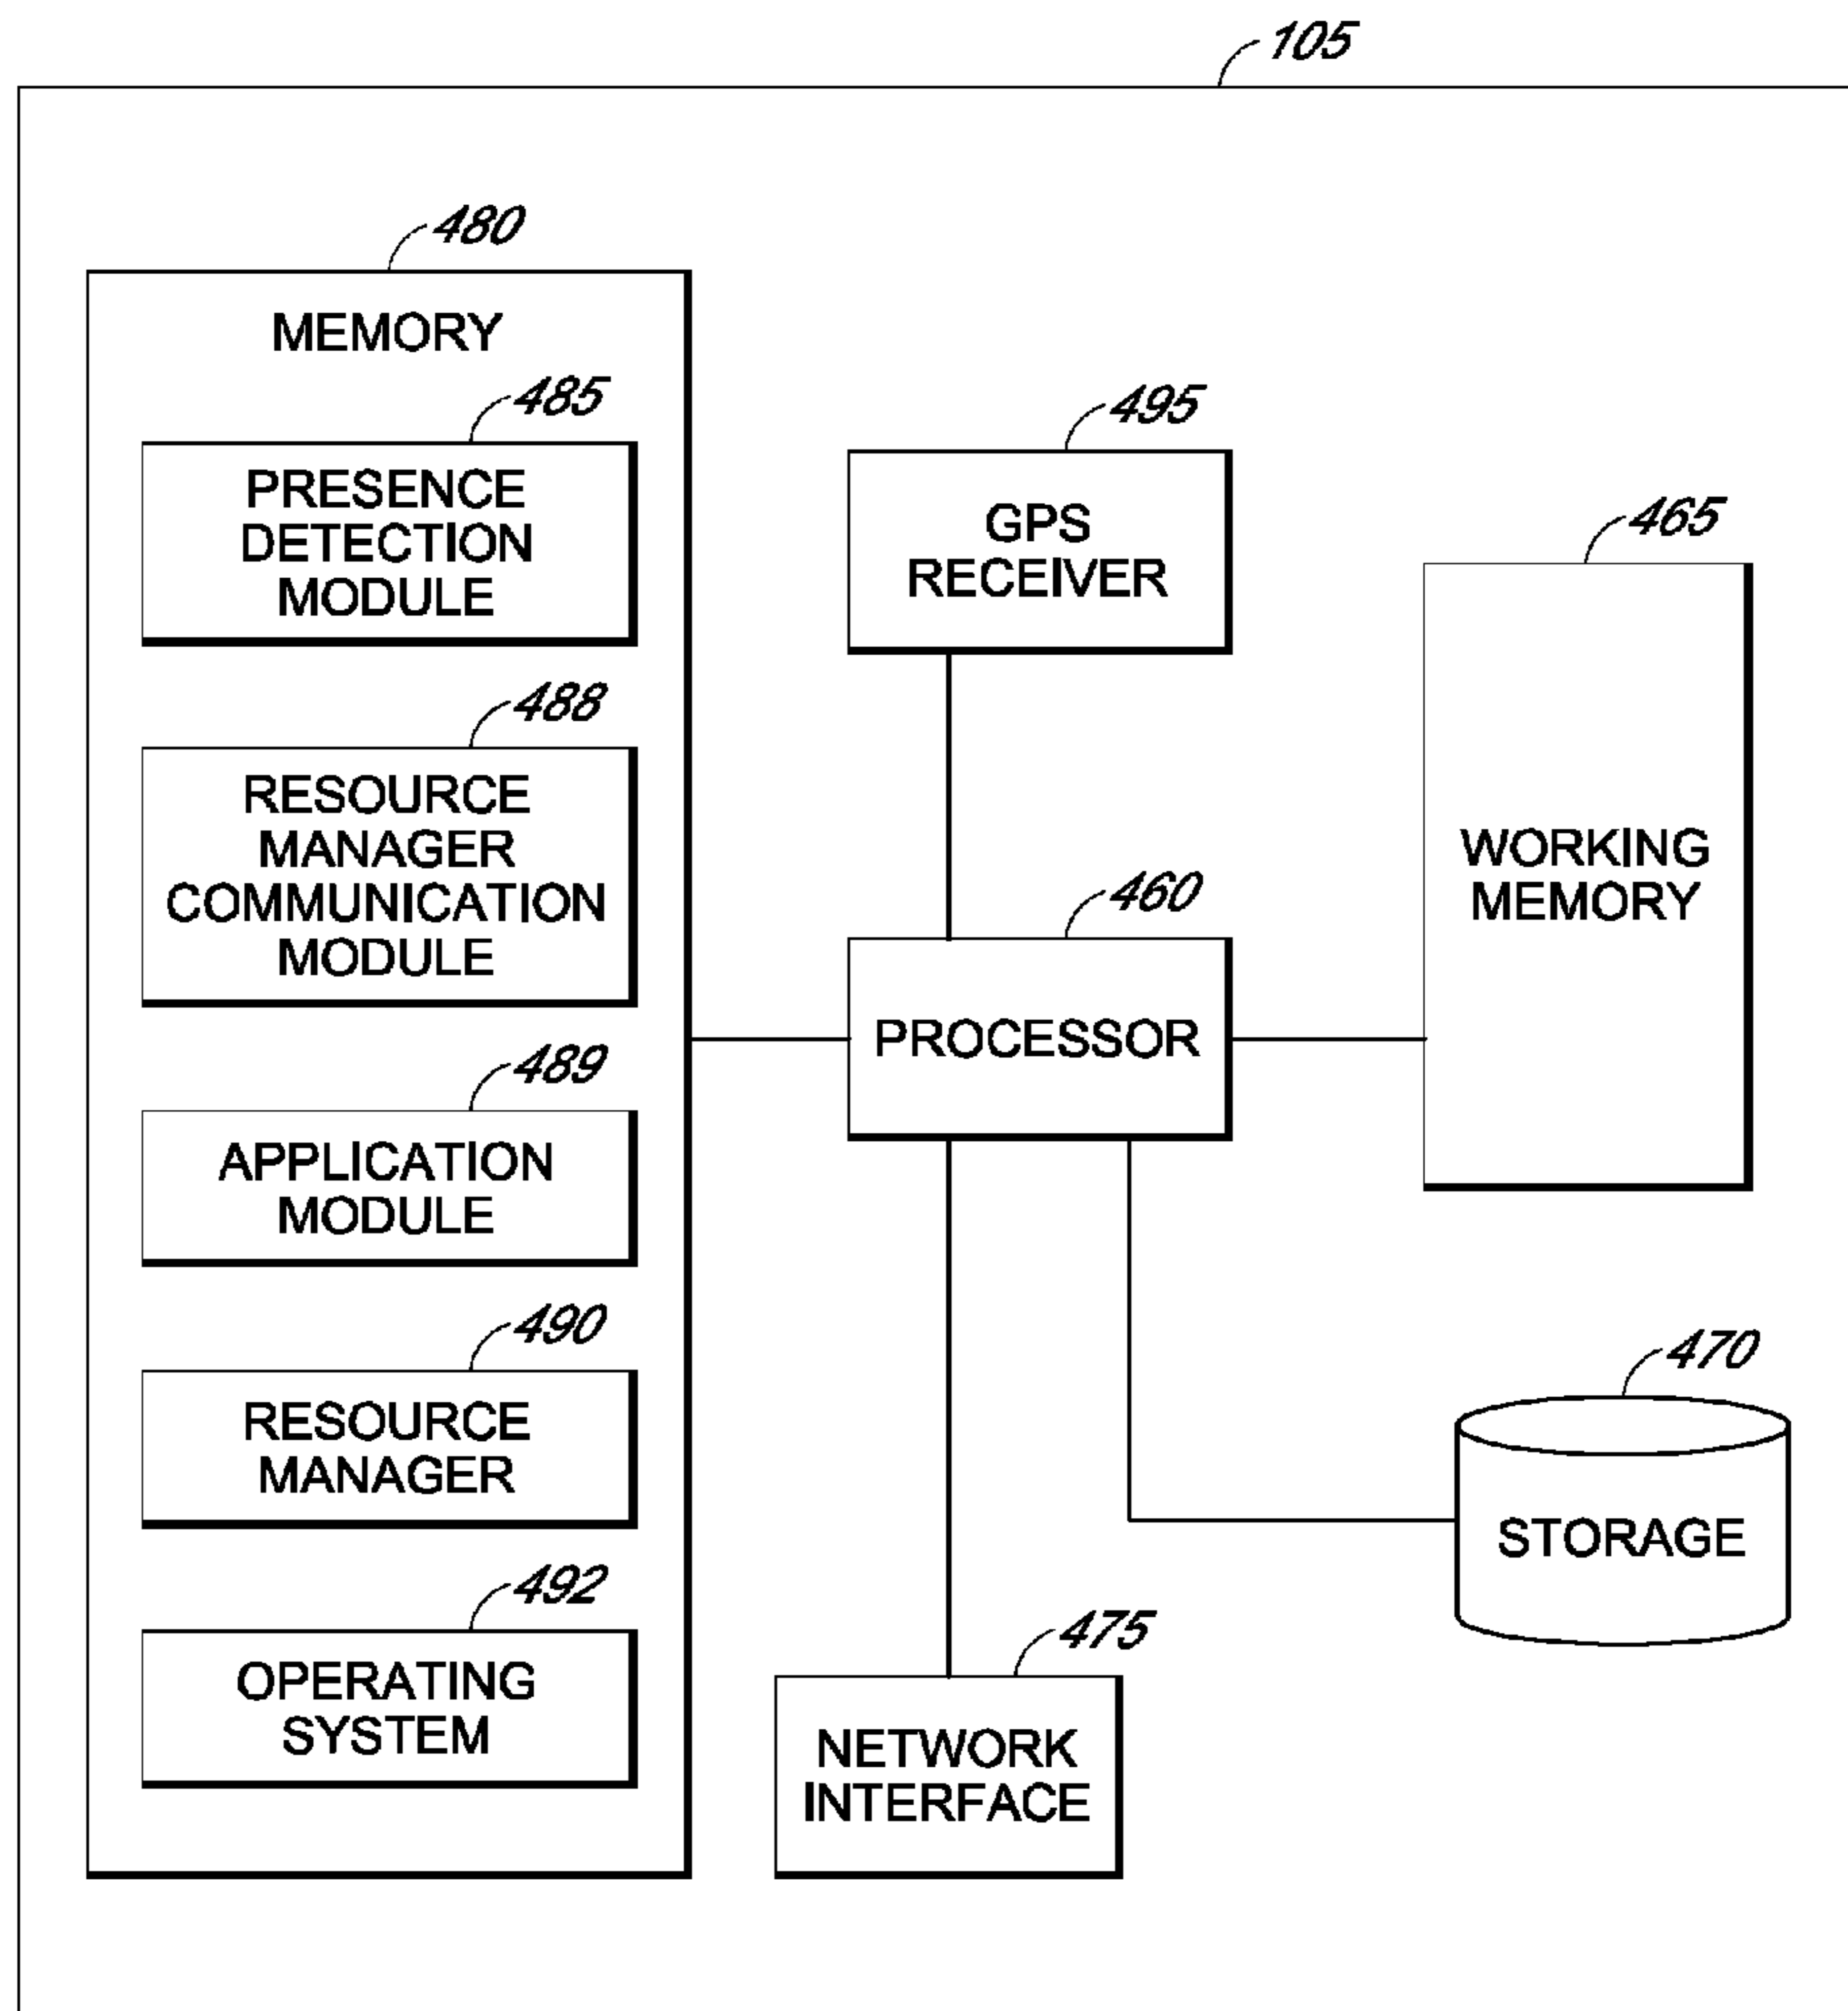 105
480
MEMORY
485
PRESENCE
DETECTION
MODULE
488
RESOURCE
MANAGER
COMMUNICATION
MODULE
489
APPLICATION
MODULE
490
RESOURCE
MANAGER
492
OPERATING
SYSTEM
495
GPS
RECEIVER
460
PROCESSOR
465
WORKING
MEMORY
470
STORAGE
475
NETWORK
INTERFACE